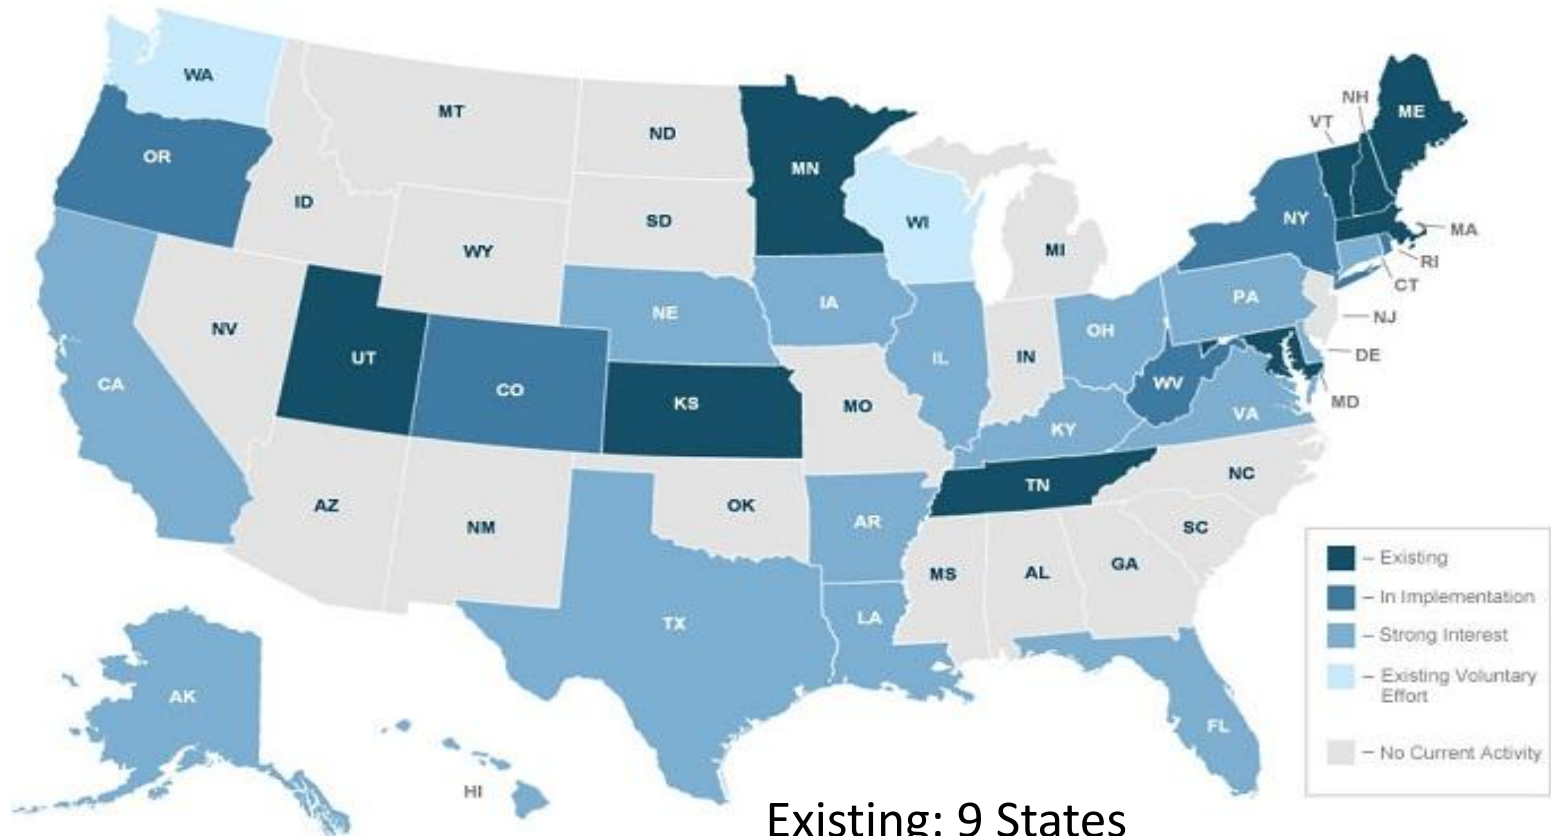 WA
MT
ND
MN
OR
ID
SD
WY
WI
MI
NH
VT
ME
NY
MA
RI
CT
NV
UT
CO
NE
IA
KS
IL
IN
OH
PA
NJ
DE
MD
CA
MO
KY
WV
VA
AZ
NM
OK
AR
TN
NC
SC
MS
AL
GA
TX
LA
FL
AK
HI
– Existing
– In Implementation
– Strong Interest
– Existing Voluntary
Effort
– No Current Activity
Existing: 9 States